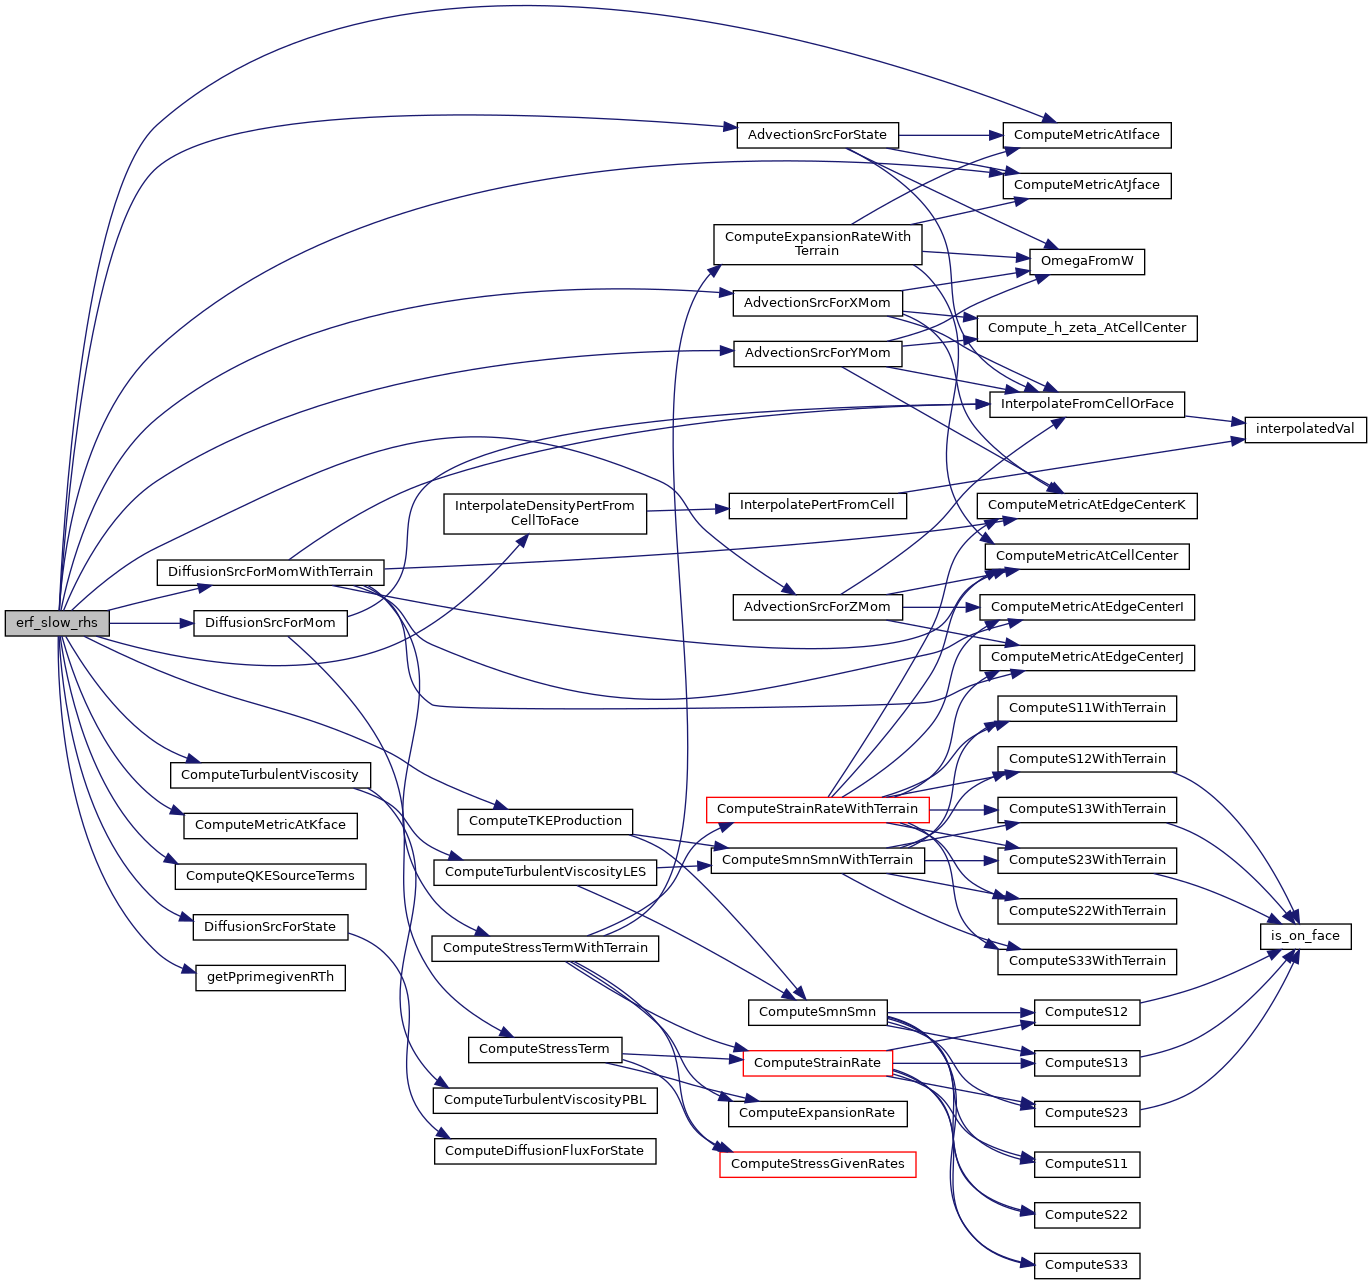 erf_slow_rhs
AdvectionSrcForState
ComputeMetricAtIface
ComputeMetricAtJface
ComputeExpansionRateWith
Terrain
OmegaFromW
AdvectionSrcForXMom
Compute_h_zeta_AtCellCenter
AdvectionSrcForYMom
InterpolateFromCellOrFace
interpolatedVal
InterpolateDensityPertFrom
CellToFace
InterpolatePertFromCell
ComputeMetricAtEdgeCenterK
ComputeMetricAtCellCenter
DiffusionSrcForMomWithTerrain
AdvectionSrcForZMom
ComputeMetricAtEdgeCenterI
DiffusionSrcForMom
ComputeMetricAtEdgeCenterJ
ComputeS11WithTerrain
ComputeS12WithTerrain
ComputeTurbulentViscosity
ComputeStrainRateWithTerrain
ComputeS13WithTerrain
ComputeMetricAtKface
ComputeTKEProduction
ComputeSmnSmnWithTerrain
ComputeS23WithTerrain
ComputeQKESourceTerms
ComputeTurbulentViscosityLES
ComputeS22WithTerrain
DiffusionSrcForState
is_on_face
ComputeStressTermWithTerrain
ComputeS33WithTerrain
getPprimegivenRTh
ComputeSmnSmn
ComputeS12
ComputeStressTerm
ComputeStrainRate
ComputeS13
ComputeTurbulentViscosityPBL
ComputeExpansionRate
ComputeS23
ComputeDiffusionFluxForState
ComputeStressGivenRates
ComputeS11
ComputeS22
ComputeS33